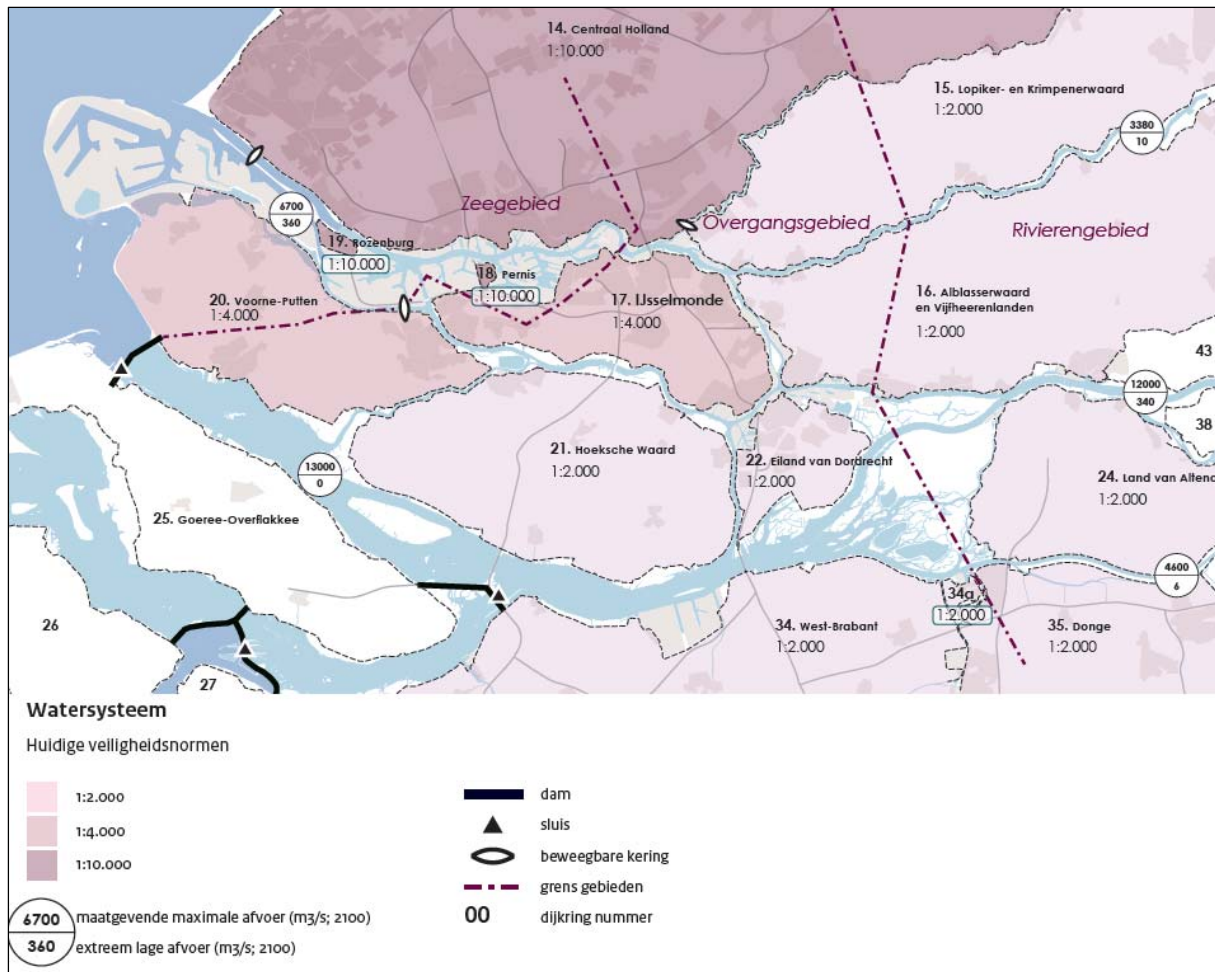 14. Centraal Holland
1:10.000
15. Lopiker- en Krimpenerwaard
1:2.000
3380
10
6700
360
Zeegebied
Overgangsgebied
Rivierengebied
19. Rozenburg
1:10.000
18. Pernis
1:10.000
17. IJsselmonde
1:4.000
20. Voorne-Putten
1:4.000
16. Alblasserwaard
en Vijfheerenlanden
1:2.000
43
12000
340
38
21. Hoeksche Waard
1:2.000
22. Eiland van Dordrecht
1:2.000
24. Land van Altena
1:2.000
13000
0
25. Goeree-Overflakkee
4600
6
34a
1:2.000
26
34. West-Brabant
1:2.000
35. Donge
1:2.000
27
Watersysteem
Huidige veiligheidsnormen
1:2.000
1:4.000
1:10.000
6700
360
maatgevende maximale afvoer (m3/s; 2100)
extreem lage afvoer (m3/s; 2100)
dam
sluis
beweegbare kering
grens gebieden
00 dijkring nummer